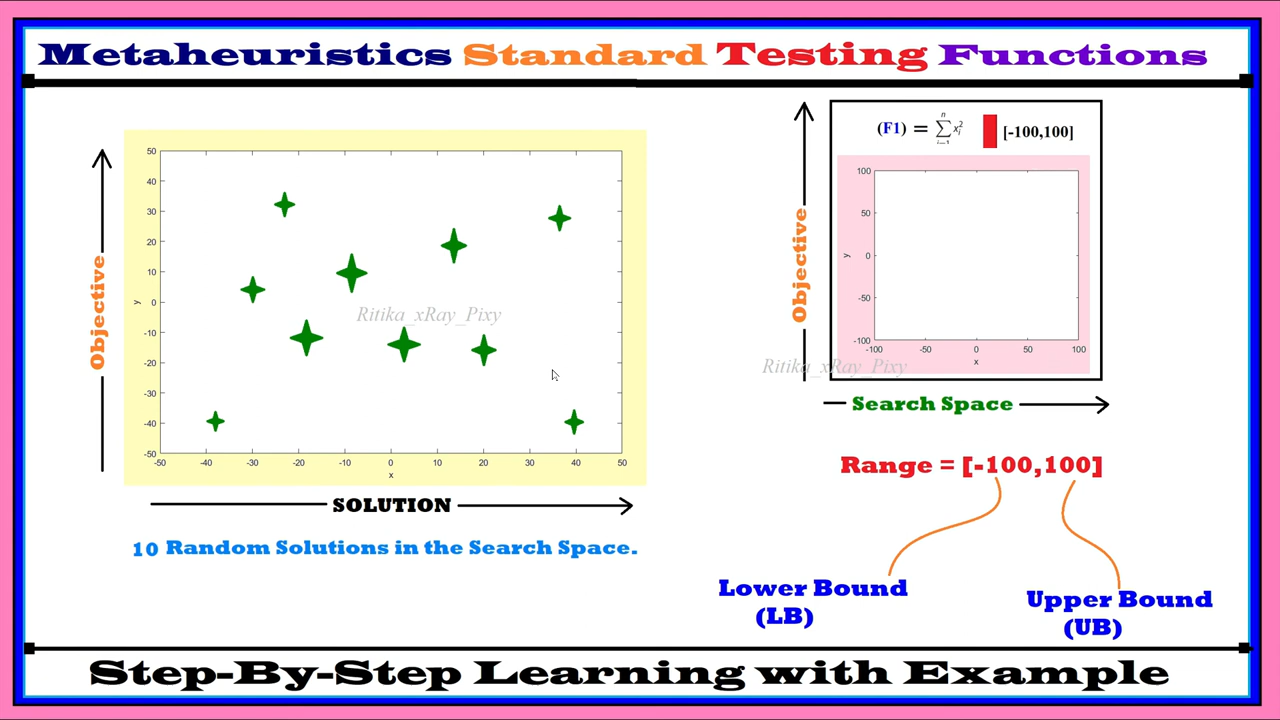 Metaheuristics Standard Testing Functions
Objective
50
40
30
20
10
0
-10
-20
-30
-40
-50
y
-50 -40 -30 -20 -10 0 10 20 30 40 50
x
Ritika_xRay_Pixy
SOLUTION
10 Random Solutions in the Search Space.
Objective
(F1) = n∑i=1 xi² [-100,100]
100
50
0
-50
-100
y
-100 -50 0 50 100
x
Ritika_xRay_Pixy
Search Space
Range = [-100,100]
Lower Bound
(LB)
Upper Bound
(UB)
Step-By-Step Learning with Example